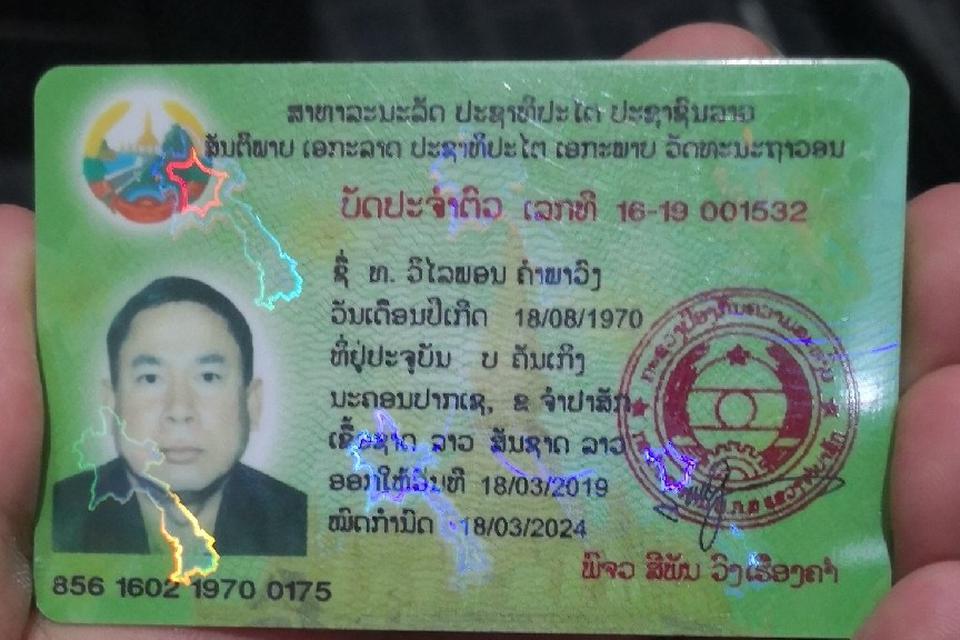 ສາທາລະນະລັດ ປະຊາທິປະໄຕ ປະຊາຊົນລາວ
ສັນຕິພາບ ເອກະລາດ ປະຊາທິປະໄຕ ເອກະພາບ ວັດທະນະຖາວອນ
ບັດປະຈຳຕົວ ເລກທີ 16-19 001532
ຊື່ ທ. ວິໄລພອນ ຄຳພາວົງ
ວັນເດືອນປີເກີດ 18/08/1970
ທີ່ຢູ່ປະຈຸບັນ ບ ຄັນເກິງ
ນະຄອນປາກເຊ, ຂ ຈຳປາສັກ
ເຊື້ອຊາດ ລາວ ສັນຊາດ ລາວ
ອອກໃຫ້ວັນທີ 18/03/2019
ໝົດກຳນົດ 18/03/2024
ພົຈວ ສີພັນ ວົງເຮືອງຄຳ
856 1602 1970 0175